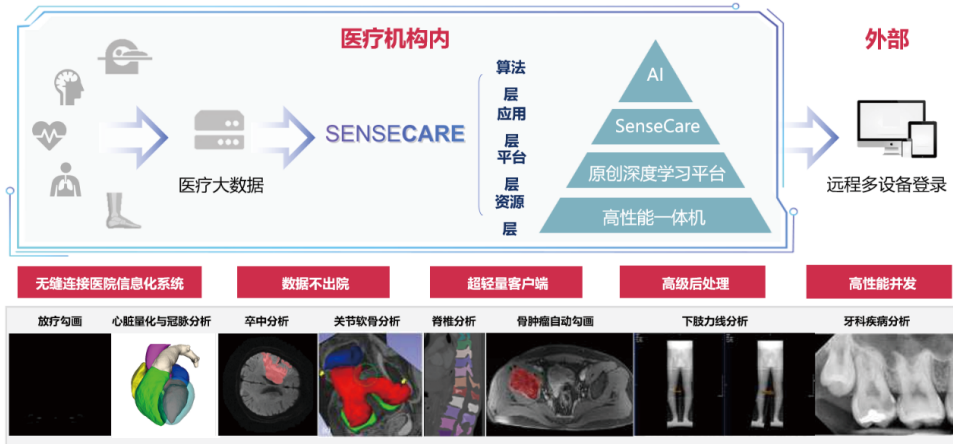 医疗机构内
外部
医疗大数据
SENSECARE
算法
层
应用
层
平台
层
资源
层
AI
SenseCare
原创深度学习平台
高性能一体机
远程多设备登录
无缝连接医院信息化系统
数据不出院
超轻量客户端
高级后处理
高性能并发
放疗勾画
心脏量化与冠脉分析
卒中分析
关节软骨分析
脊椎分析
骨肿瘤自动勾画
下肢力线分析
牙科疾病分析